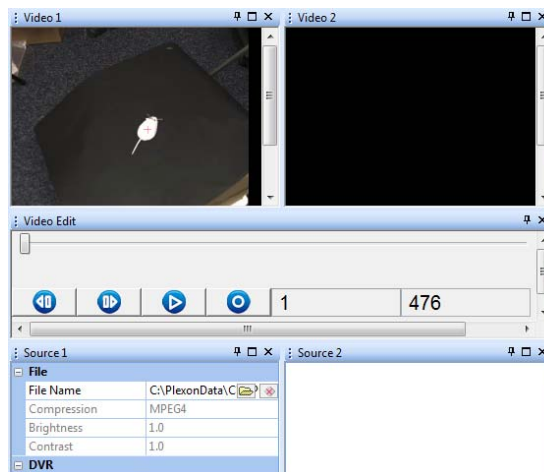 Video 1
Video 2
Video Edit
1 476
Source 1
Source 2
File
File Name C:\PlexonData\C
Compression MPEG4
Brightness 1.0
Contrast 1.0
DVR